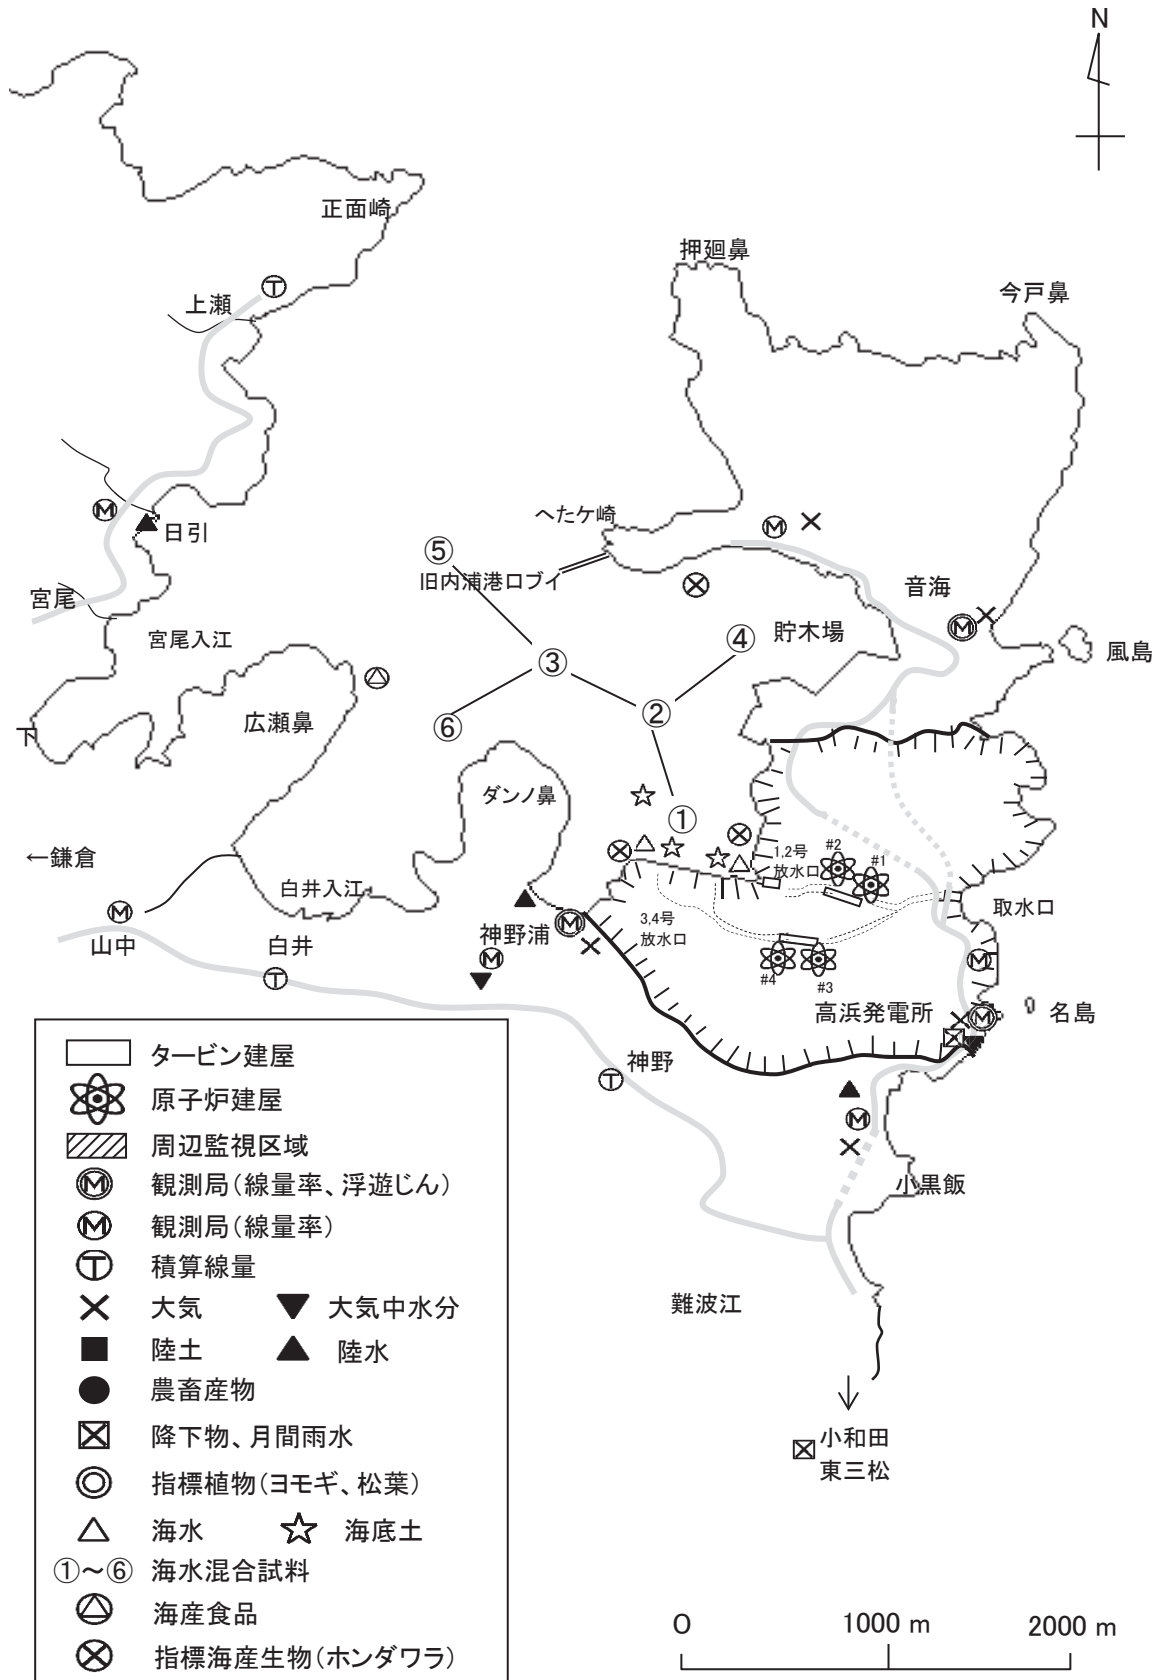 N
正面崎
押廻鼻
今戸鼻
上瀬
Ⓣ
Ⓜ
日引
へたケ崎
Ⓜ
⑤
旧内浦港口ブイ
音海
宮尾
宮尾入江
③
④
貯木場
Ⓜ
風島
下
広瀬鼻
⑥
②
ダンノ鼻
①
←鎌倉
1,2号
放水口
#2
#1
白井入江
取水口
Ⓜ
山中
白井
神野浦
Ⓜ
3,4号
放水口
Ⓜ
Ⓣ
#4
#3
Ⓜ
高浜発電所
Ⓜ
名島
神野
Ⓣ
Ⓜ
小黒飯
難波江
小和田
東三松
タービン建屋
原子炉建屋
周辺監視区域
Ⓜ 観測局(線量率、浮遊じん)
Ⓜ 観測局(線量率)
Ⓣ 積算線量
大気 大気中水分
陸土 陸水
農畜産物
降下物、月間雨水
指標植物(ヨモギ、松葉)
海水 海底土
①～⑥ 海水混合試料
海産食品
指標海産生物(ホンダワラ)
O 1000 m 2000 m